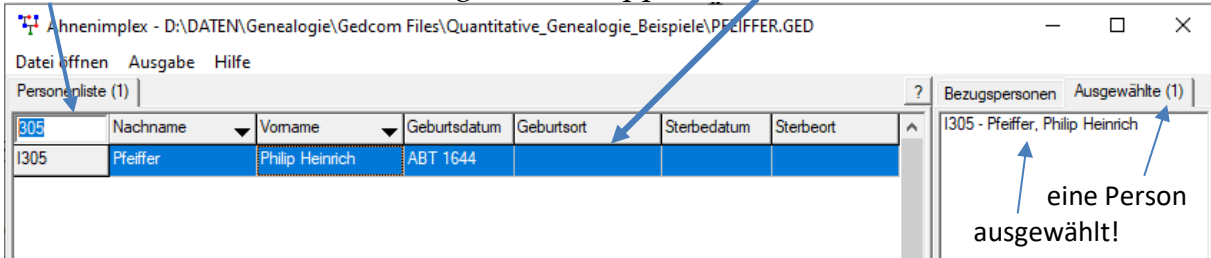 Ahnenimplex - D:\DATEN\Genealogie\Gedcom Files\Quantitative_Genealogie_Beispiele\PFEIFFER.GED
Datei öffnen Ausgabe Hilfe
Personenliste (1) ? Bezugspersonen Ausgewählte (1)
305 Nachname Vorname Geburtsdatum Geburtsort Sterbedatum Sterbeort
I305 - Pfeiffer, Philip Heinrich
I305 Pfeiffer Philip Heinrich ABT 1644
eine Person
ausgewählt!